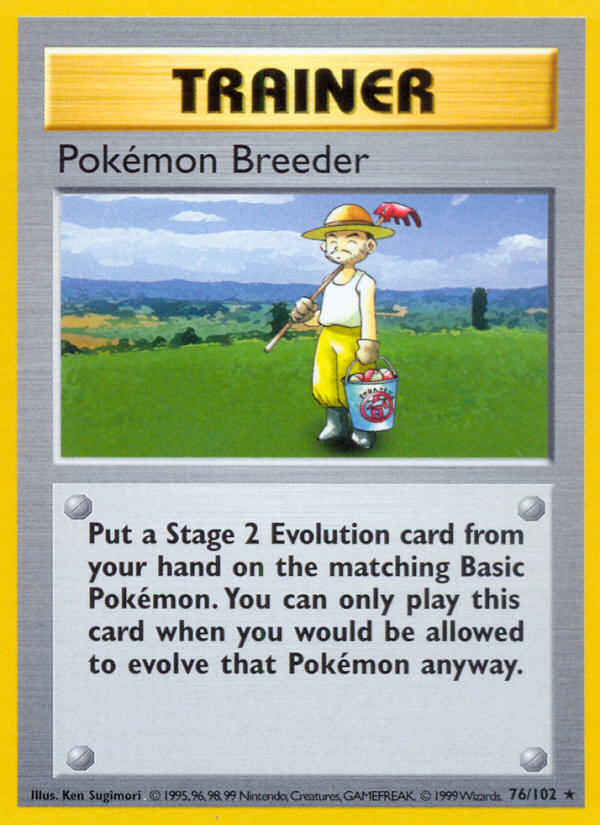 TRAINER
Pokémon Breeder
Put a Stage 2 Evolution card from
your hand on the matching Basic
Pokémon. You can only play this
card when you would be allowed
to evolve that Pokémon anyway.
Illus. Ken Sugimori © 1995, 96, 98, 99 Nintendo, Creatures, GAMEFREAK. © 1999 Wizards. 76/102 ★